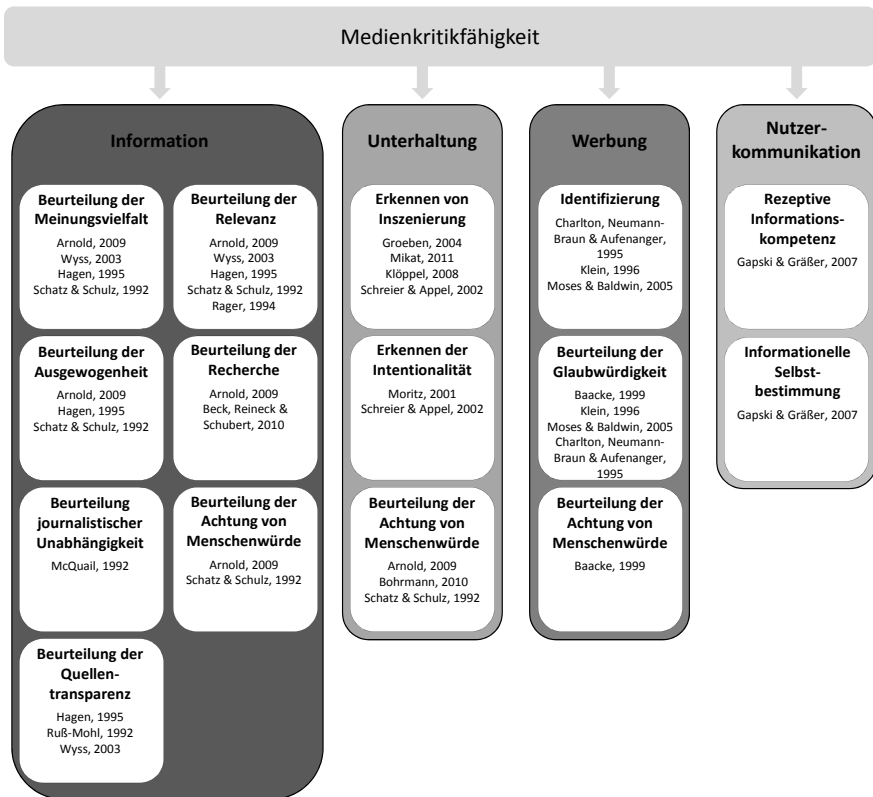 Medienkritikfähigkeit
Information
Beurteilung der
Meinungsvielfalt
Arnold, 2009
Wyss, 2003
Hagen, 1995
Schatz & Schulz, 1992
Beurteilung der
Relevanz
Arnold, 2009
Wyss, 2003
Hagen, 1995
Schatz & Schulz, 1992
Rager, 1994
Beurteilung der
Ausgewogenheit
Arnold, 2009
Hagen, 1995
Schatz & Schulz, 1992
Beurteilung der
Recherche
Arnold, 2009
Beck, Reineck &
Schubert, 2010
Beurteilung
journalistischer
Unabhängigkeit
McQuail, 1992
Beurteilung der
Achtung von
Menschenwürde
Arnold, 2009
Schatz & Schulz, 1992
Beurteilung der
Quellen-
transparenz
Hagen, 1995
Ruß-Mohl, 1992
Wyss, 2003
Unterhaltung
Erkennen von
Inszenierung
Groeben, 2004
Mikat, 2011
Klöppel, 2008
Schreier & Appel, 2002
Erkennen der
Intentionalität
Moritz, 2001
Schreier & Appel, 2002
Beurteilung der
Achtung von
Menschenwürde
Arnold, 2009
Bohrmann, 2010
Schatz & Schulz, 1992
Werbung
Identifizierung
Charlton, Neumann-
Braun & Aufenanger,
1995
Klein, 1996
Moses & Baldwin, 2005
Beurteilung der
Glaubwürdigkeit
Baacke, 1999
Klein, 1996
Moses & Baldwin, 2005
Charlton, Neumann-
Braun & Aufenanger,
1995
Beurteilung der
Achtung von
Menschenwürde
Baacke, 1999
Nutzer-
kommunikation
Rezeptive
Informations-
kompetenz
Gapski & Gräßer, 2007
Informationelle
Selbst-
bestimmung
Gapski & Gräßer, 2007